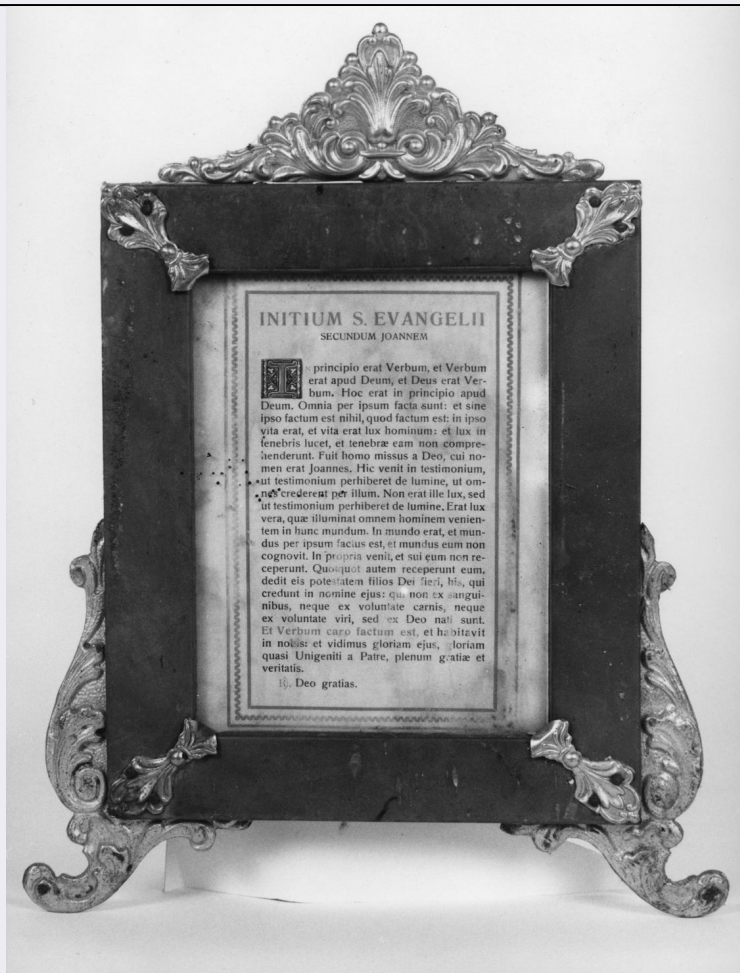 INITIUM S. EVANGELII
SECUNDUM JOANNEM
IN principio erat Verbum, et Verbum
erat apud Deum, et Deus erat Ver-
bum. Hoc erat in principio apud
Deum. Omnia per ipsum facta sunt: et sine
ipso factum est nihil, quod factum est: in ipso
vita erat, et vita erat lux hominum: et lux in
tenebris lucet, et tenebræ eam non compre-
henderunt. Fuit homo missus a Deo, cui no-
men erat Joannes. Hic venit in testimonium,
ut testimonium perhiberet de lumine, ut om-
nes crederent per illum. Non erat ille lux, sed
ut testimonium perhiberet de lumine. Erat lux
vera, quæ illuminat omnem hominem venien-
tem in hunc mundum. In mundo erat, et mun-
dus per ipsum factus est, et mundus eum non
cognovit. In propria venit, et sui eum non re-
ceperunt. Quotquot autem receperunt eum,
dedit eis potestatem filios Dei fieri, his, qui
credunt in nomine ejus: qui non ex sangui-
nibus, neque ex voluntate carnis, neque
ex voluntate viri, sed ex Deo nati sunt.
Et Verbum caro factum est, et habitavit
in nobis: et vidimus gloriam ejus, gloriam
quasi Unigeniti a Patre, plenum gratiæ et
veritatis.
℟. Deo gratias.